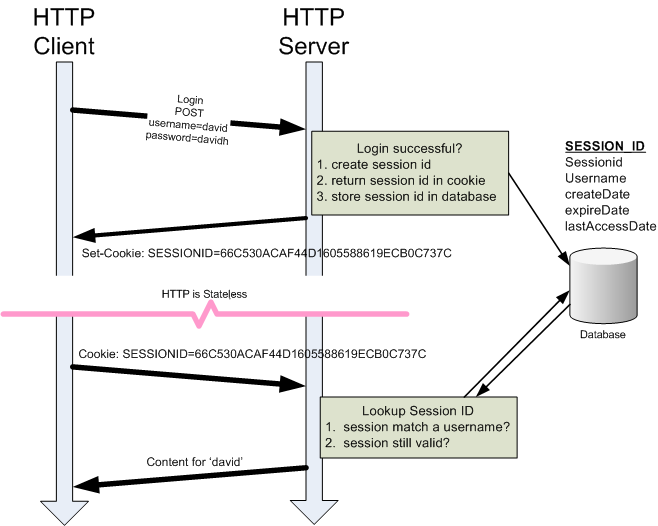 HTTP
Client
HTTP
Server
Login
POST
username=david
password=davidh
Login successful?
1. create session id
2. return session id in cookie
3. store session id in database
SESSION_ID
Sessionid
Username
createDate
expireDate
lastAccessDate
Set-Cookie: SESSIONID=66C530ACAF44D1605588619ECB0C737C
HTTP is Stateless
Database
Cookie: SESSIONID=66C530ACAF44D1605588619ECB0C737C
Lookup Session ID
1. session match a username?
2. session still valid?
Content for ‘david’